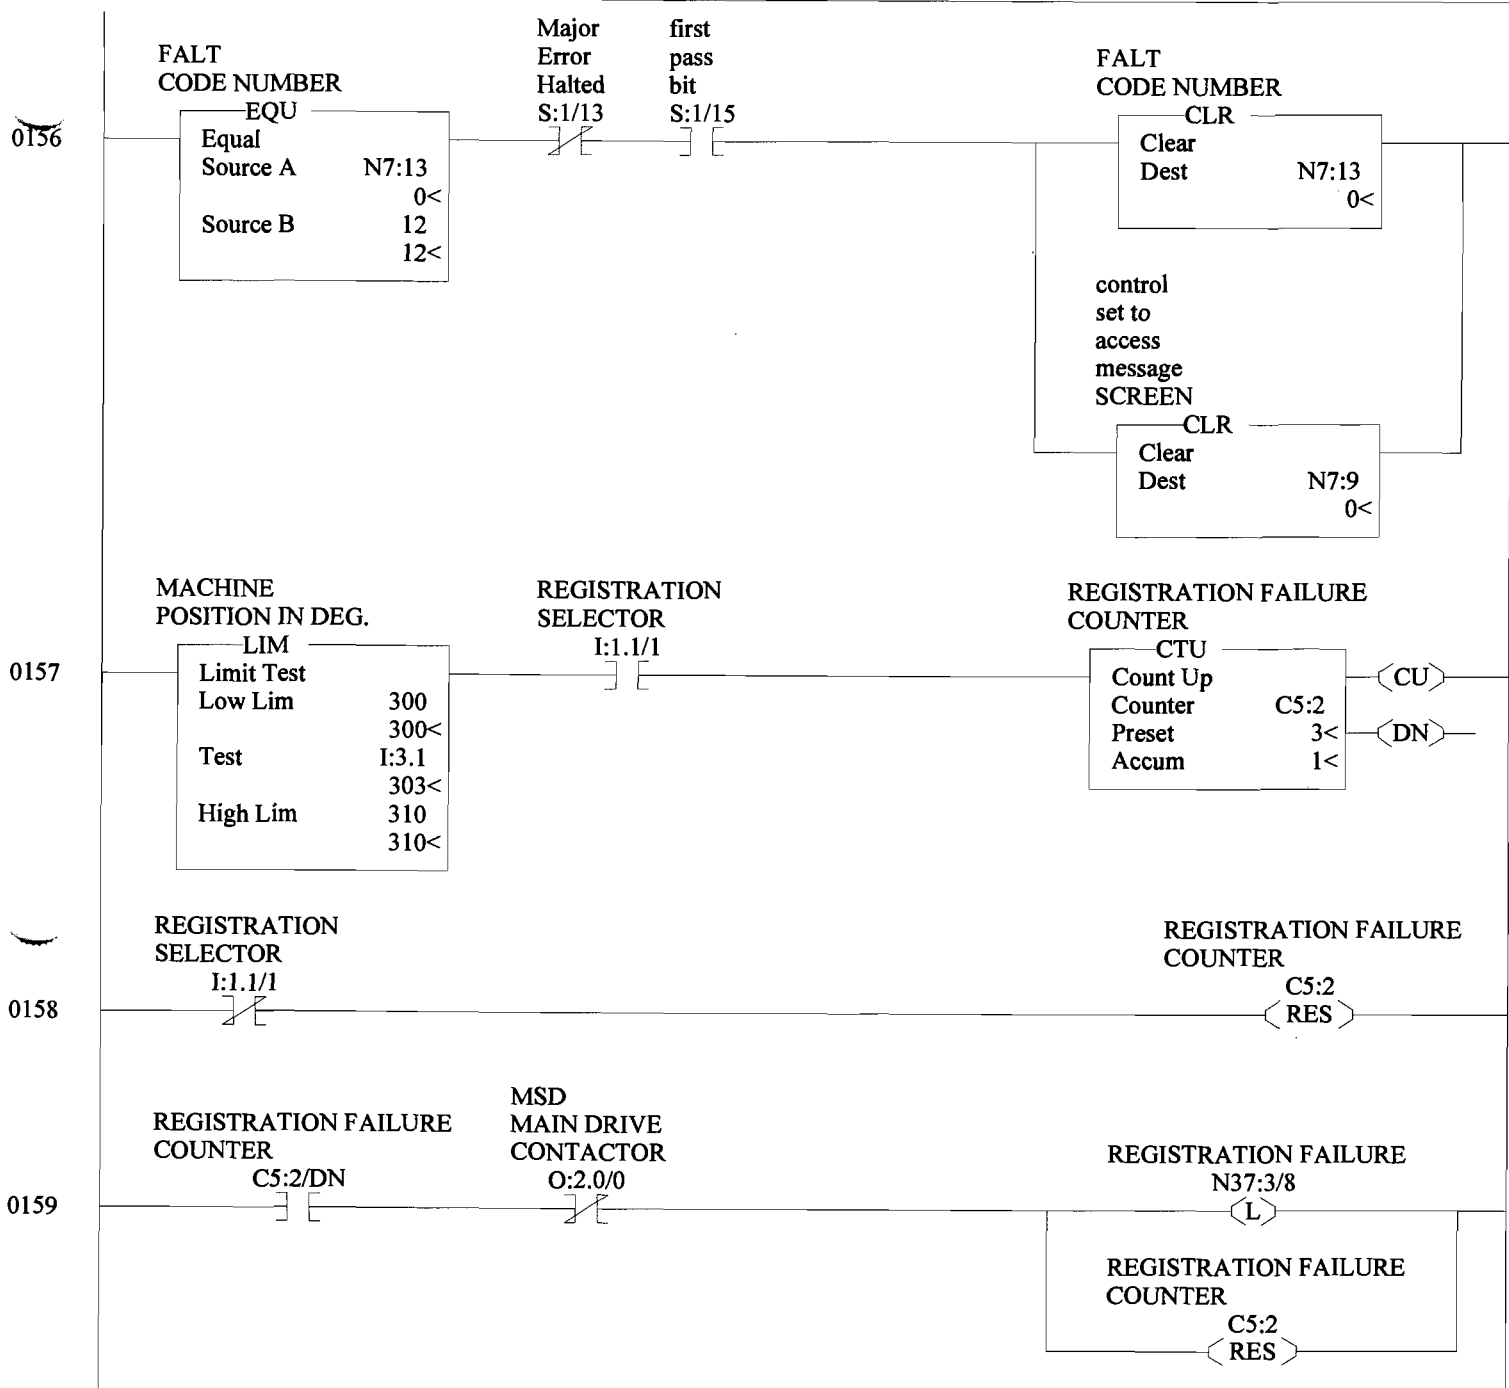 0156
FALT
CODE NUMBER
EQU
Equal
Source A N7:13
0<
Source B 12
12<
Major
Error
Halted
S:1/13
first
pass
bit
S:1/15
FALT
CODE NUMBER
CLR
Clear
Dest N7:13
0<
control
set to
access
message
SCREEN
CLR
Clear
Dest N7:9
0<
0157
MACHINE
POSITION IN DEG.
LIM
Limit Test
Low Lim 300
300<
Test I:3.1
303<
High Lim 310
310<
REGISTRATION
SELECTOR
I:1.1/1
REGISTRATION FAILURE
COUNTER
CTU
Count Up
Counter C5:2
Preset 3<
Accum 1<
CU
DN
0158
REGISTRATION
SELECTOR
I:1.1/1
REGISTRATION FAILURE
COUNTER
C5:2
RES
0159
REGISTRATION FAILURE
COUNTER
C5:2/DN
MSD
MAIN DRIVE
CONTACTOR
O:2.0/0
REGISTRATION FAILURE
N37:3/8
L
REGISTRATION FAILURE
COUNTER
C5:2
RES